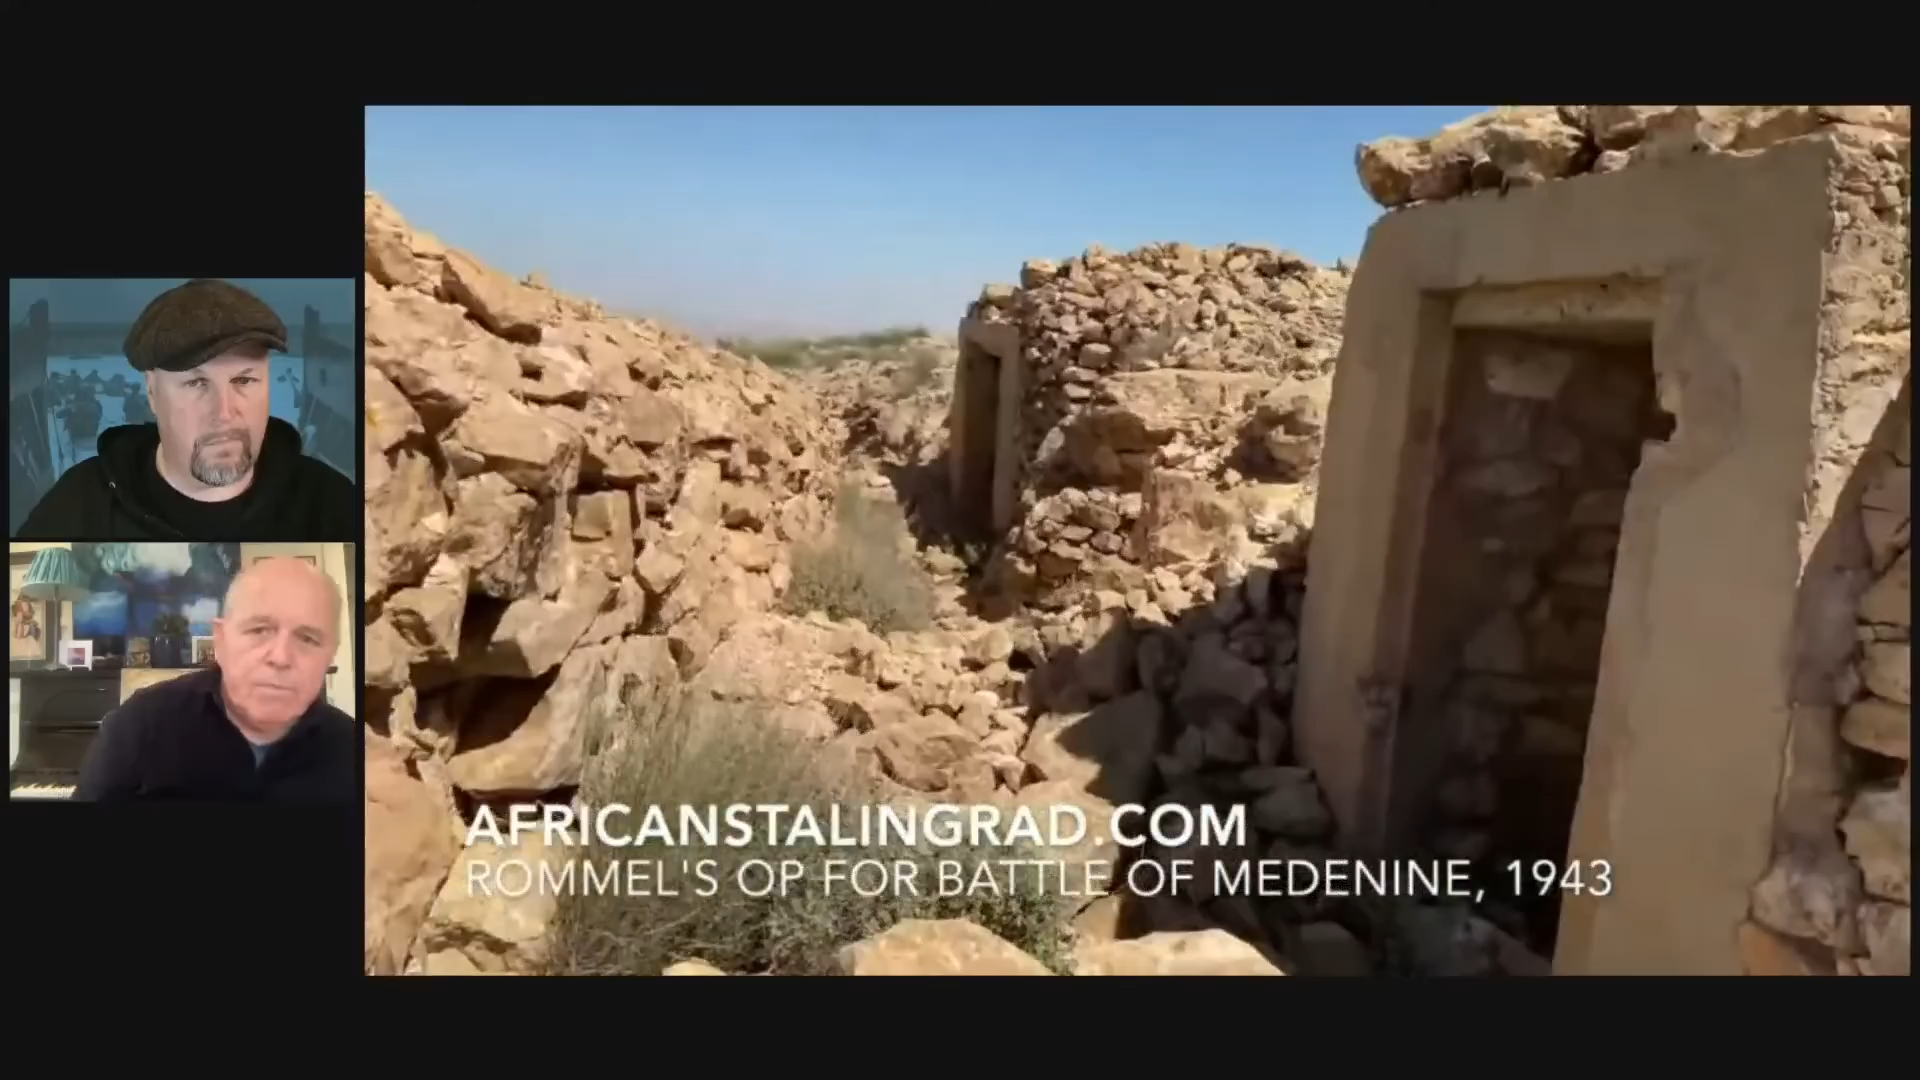 AFRICANSTALINGRAD.COM
ROMMEL'S OP FOR BATTLE OF MEDENINE, 1943